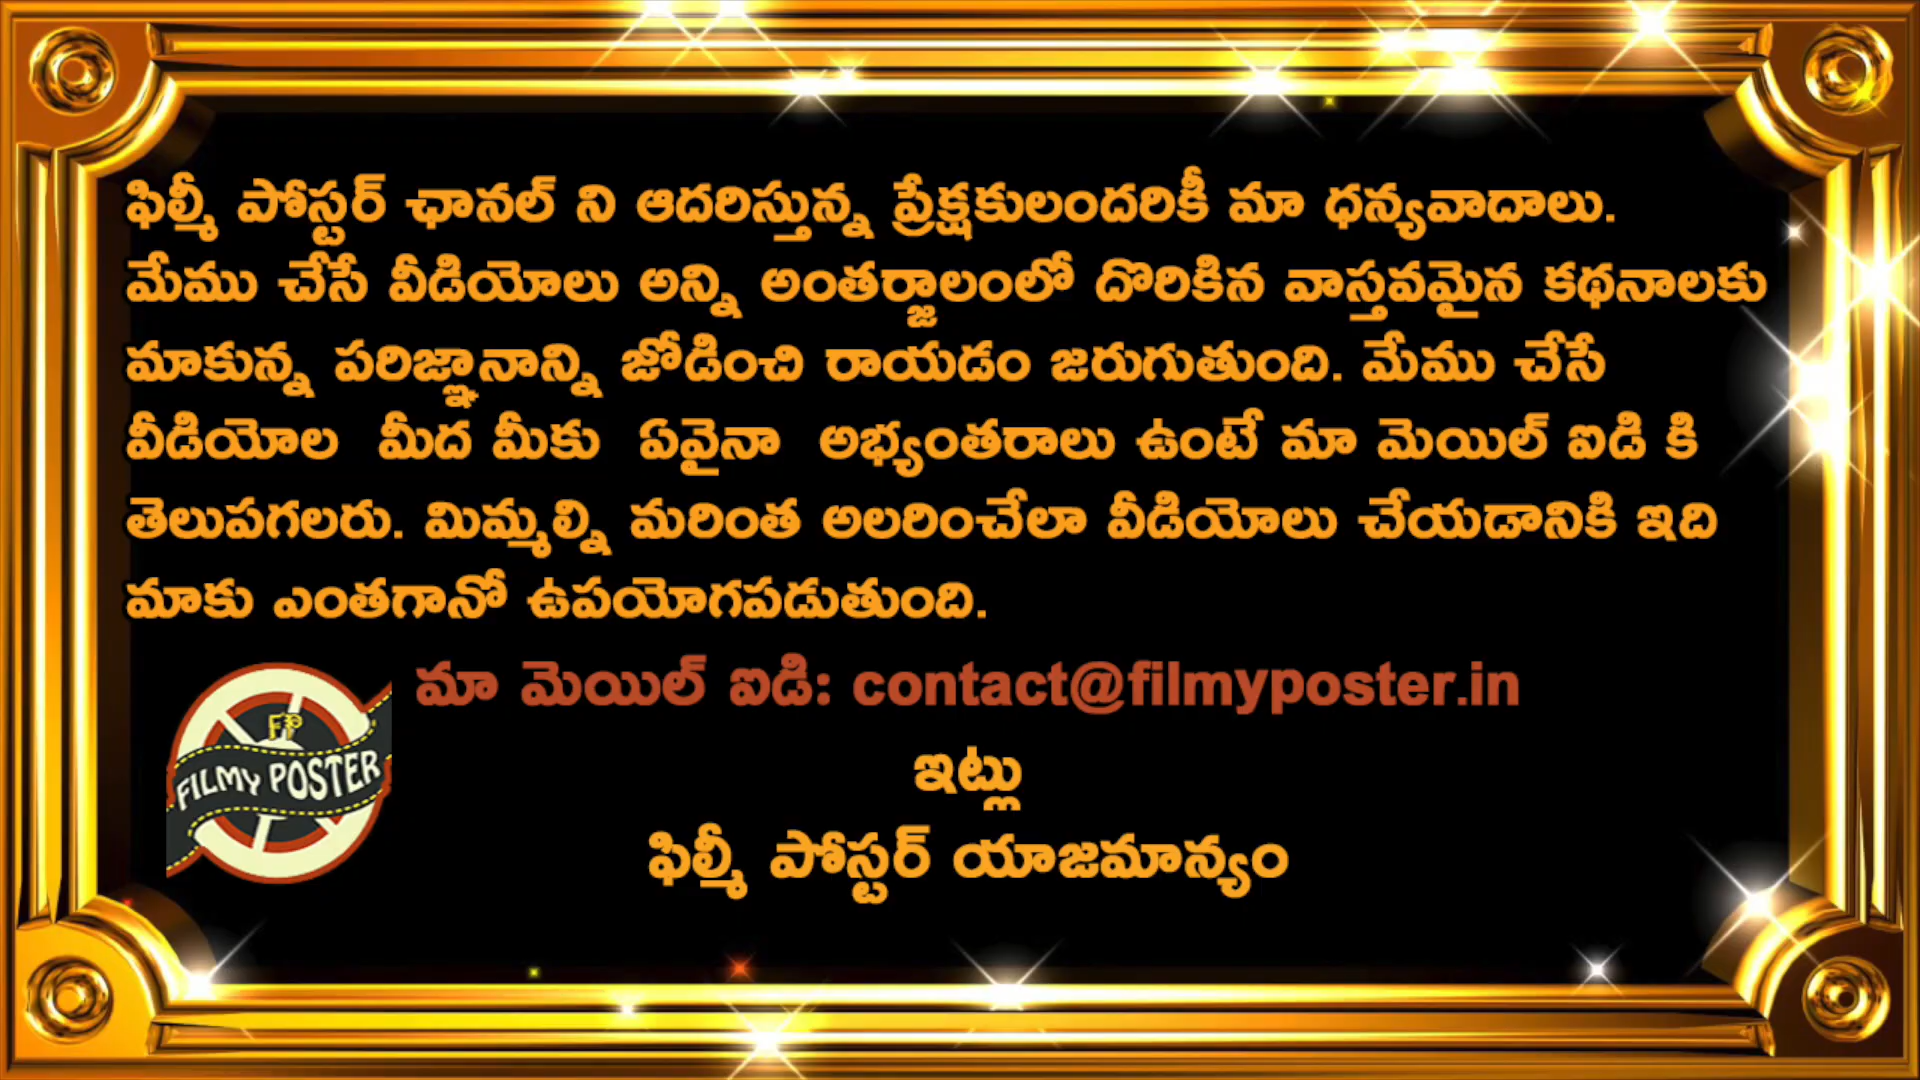 ఫిల్మీ పోస్టర్ ఛానల్ ని ఆదరిస్తున్న ప్రేక్షకులందరికీ మా ధన్యవాదాలు.
మేము చేసే వీడియోలు అన్ని అంతర్జాలంలో దొరికిన వాస్తవమైన కథనాలకు
మాకున్న పరిజ్ఞానాన్ని జోడించి రాయడం జరుగుతుంది. మేము చేసే
వీడియోల మీద మీకు ఏవైనా అభ్యంతరాలు ఉంటే మా మెయిల్ ఐడి కి
తెలుపగలరు. మిమ్మల్ని మరింత అలరించేలా వీడియోలు చేయడానికి ఇది
మాకు ఎంతగానో ఉపయోగపడుతుంది.
మా మెయిల్ ఐడి: contact@filmyposter.in
FP
FILMY POSTER
ఇట్లు
ఫిల్మీ పోస్టర్ యాజమాన్యం